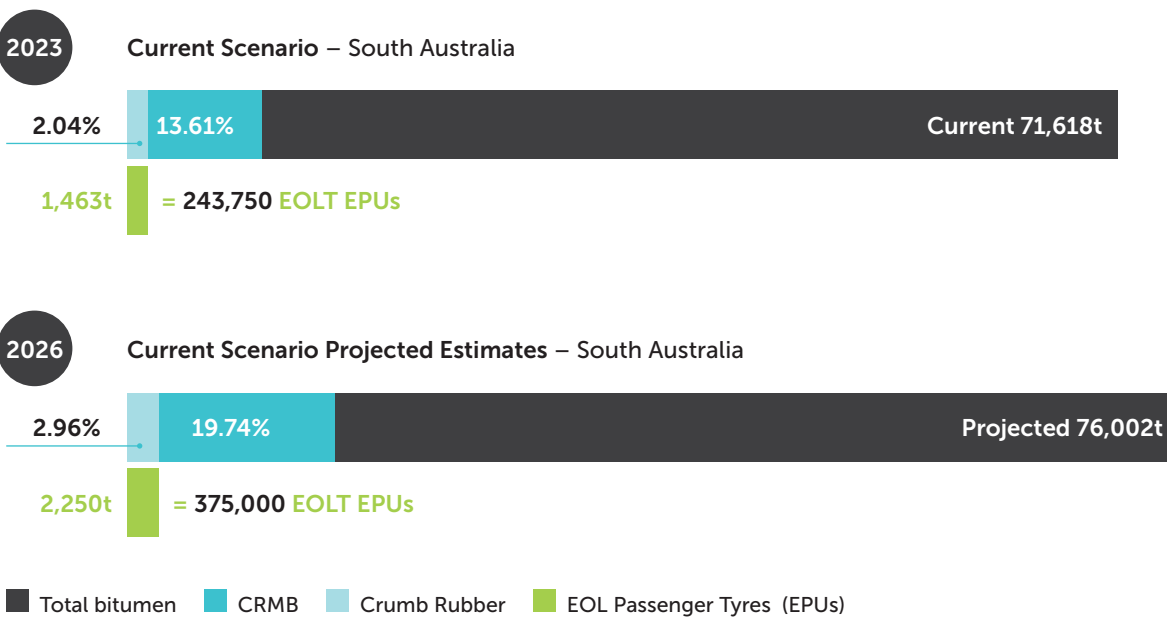 2023
Current Scenario – South Australia
2.04%
13.61%
Current 71,618t
1,463t
= 243,750 EOLT EPUs
2026
Current Scenario Projected Estimates – South Australia
2.96%
19.74%
Projected 76,002t
2,250t
= 375,000 EOLT EPUs
Total bitumen CRMB Crumb Rubber EOL Passenger Tyres (EPUs)